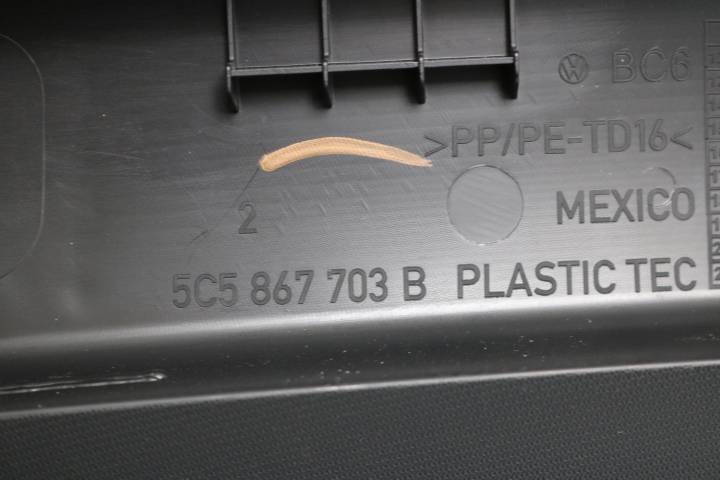 BC6
>PP/PE-TD16<
2
MEXICO
5C5 867 703 B PLASTIC TEC